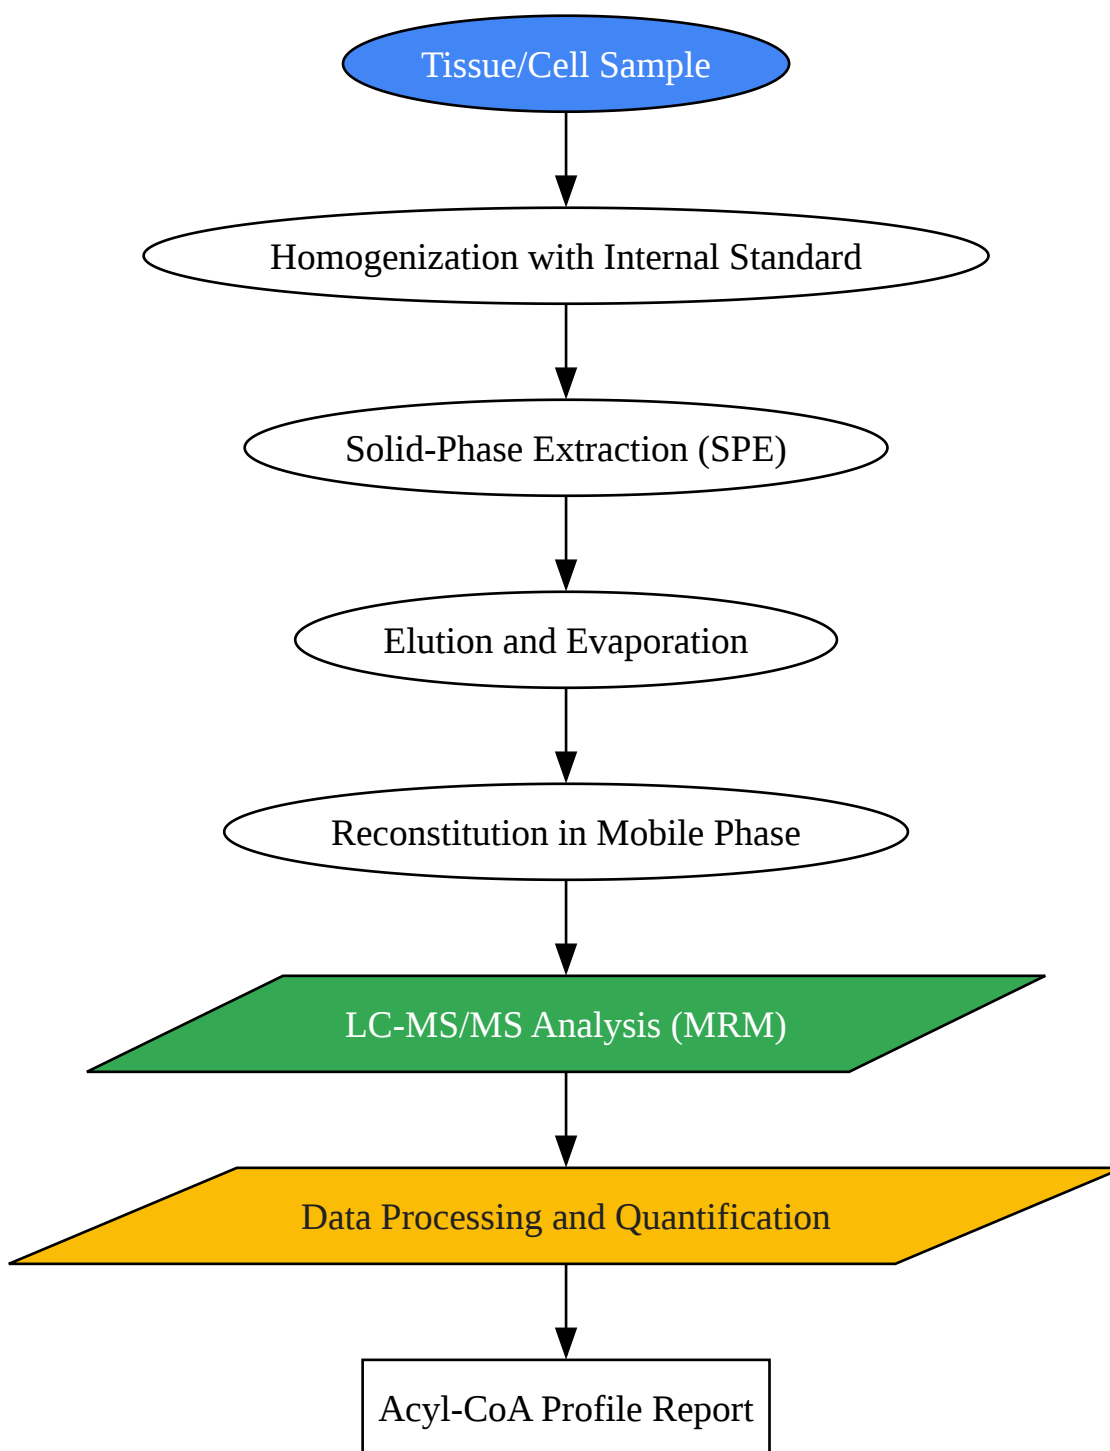 Tissue/Cell Sample
Homogenization with Internal Standard
Solid-Phase Extraction (SPE)
Elution and Evaporation
Reconstitution in Mobile Phase
LC-MS/MS Analysis (MRM)
Data Processing and Quantification
Acyl-CoA Profile Report